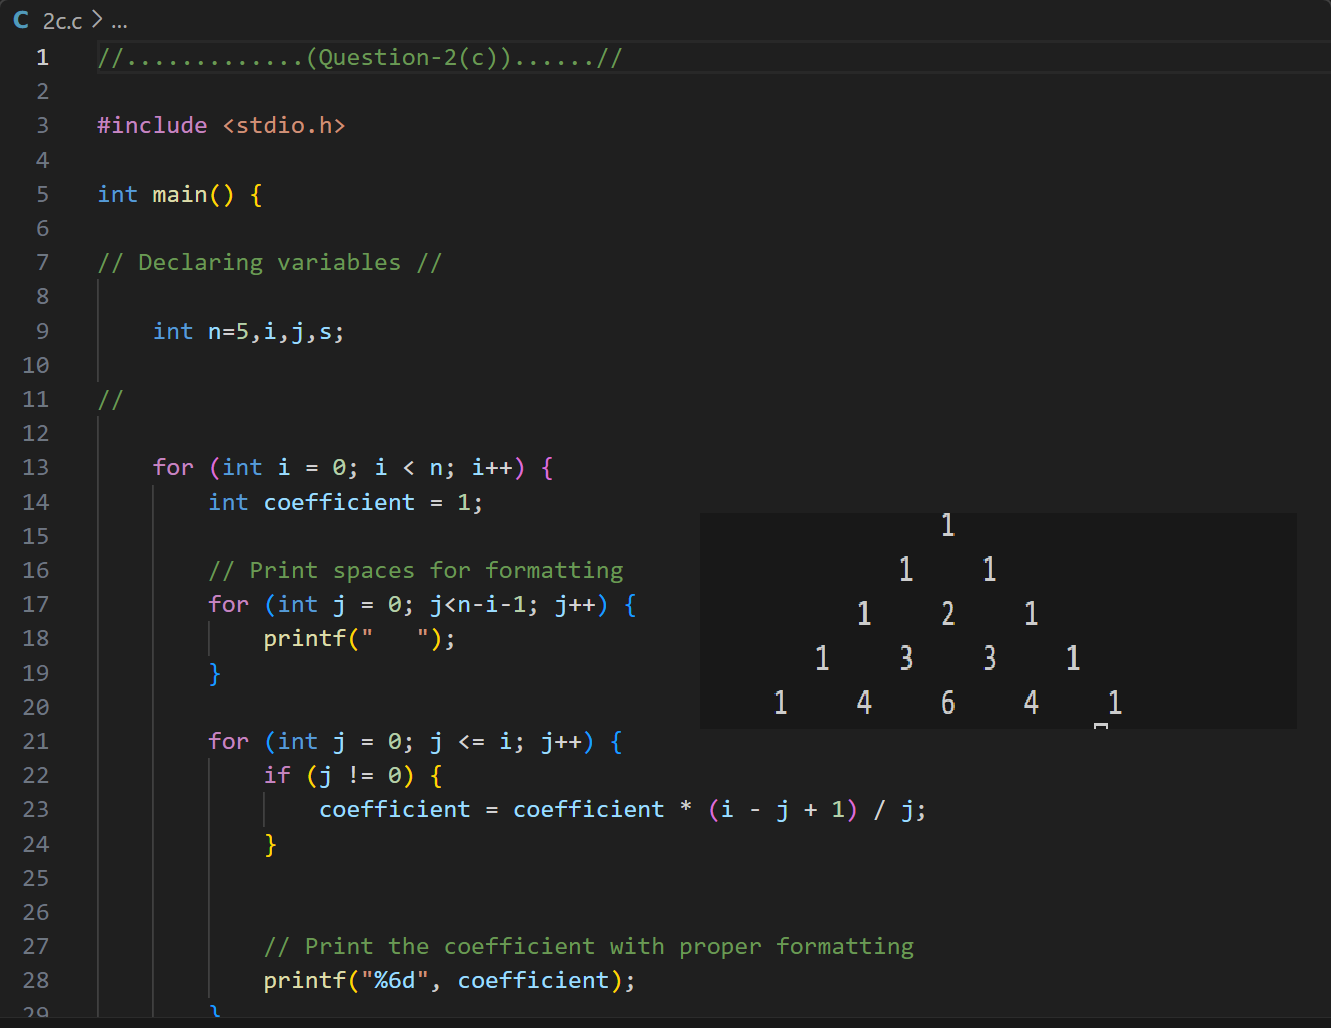 C 2c.c > ...
1 //.............(Question-2(c))......//
2
3 #include <stdio.h>
4
5 int main() {
6
7 // Declaring variables //
8
9     int n=5,i,j,s;
10
11 //
12
13     for (int i = 0; i < n; i++) {
14         int coefficient = 1;
15
16         // Print spaces for formatting
17         for (int j = 0; j<n-i-1; j++) {
18             printf("   ");
19         }
20
21         for (int j = 0; j <= i; j++) {
22             if (j != 0) {
23                 coefficient = coefficient * (i - j + 1) / j;
24             }
25
26
27             // Print the coefficient with proper formatting
28             printf("%6d", coefficient);
29         }
1
1 1
1 2 1
1 3 3 1
1 4 6 4 1